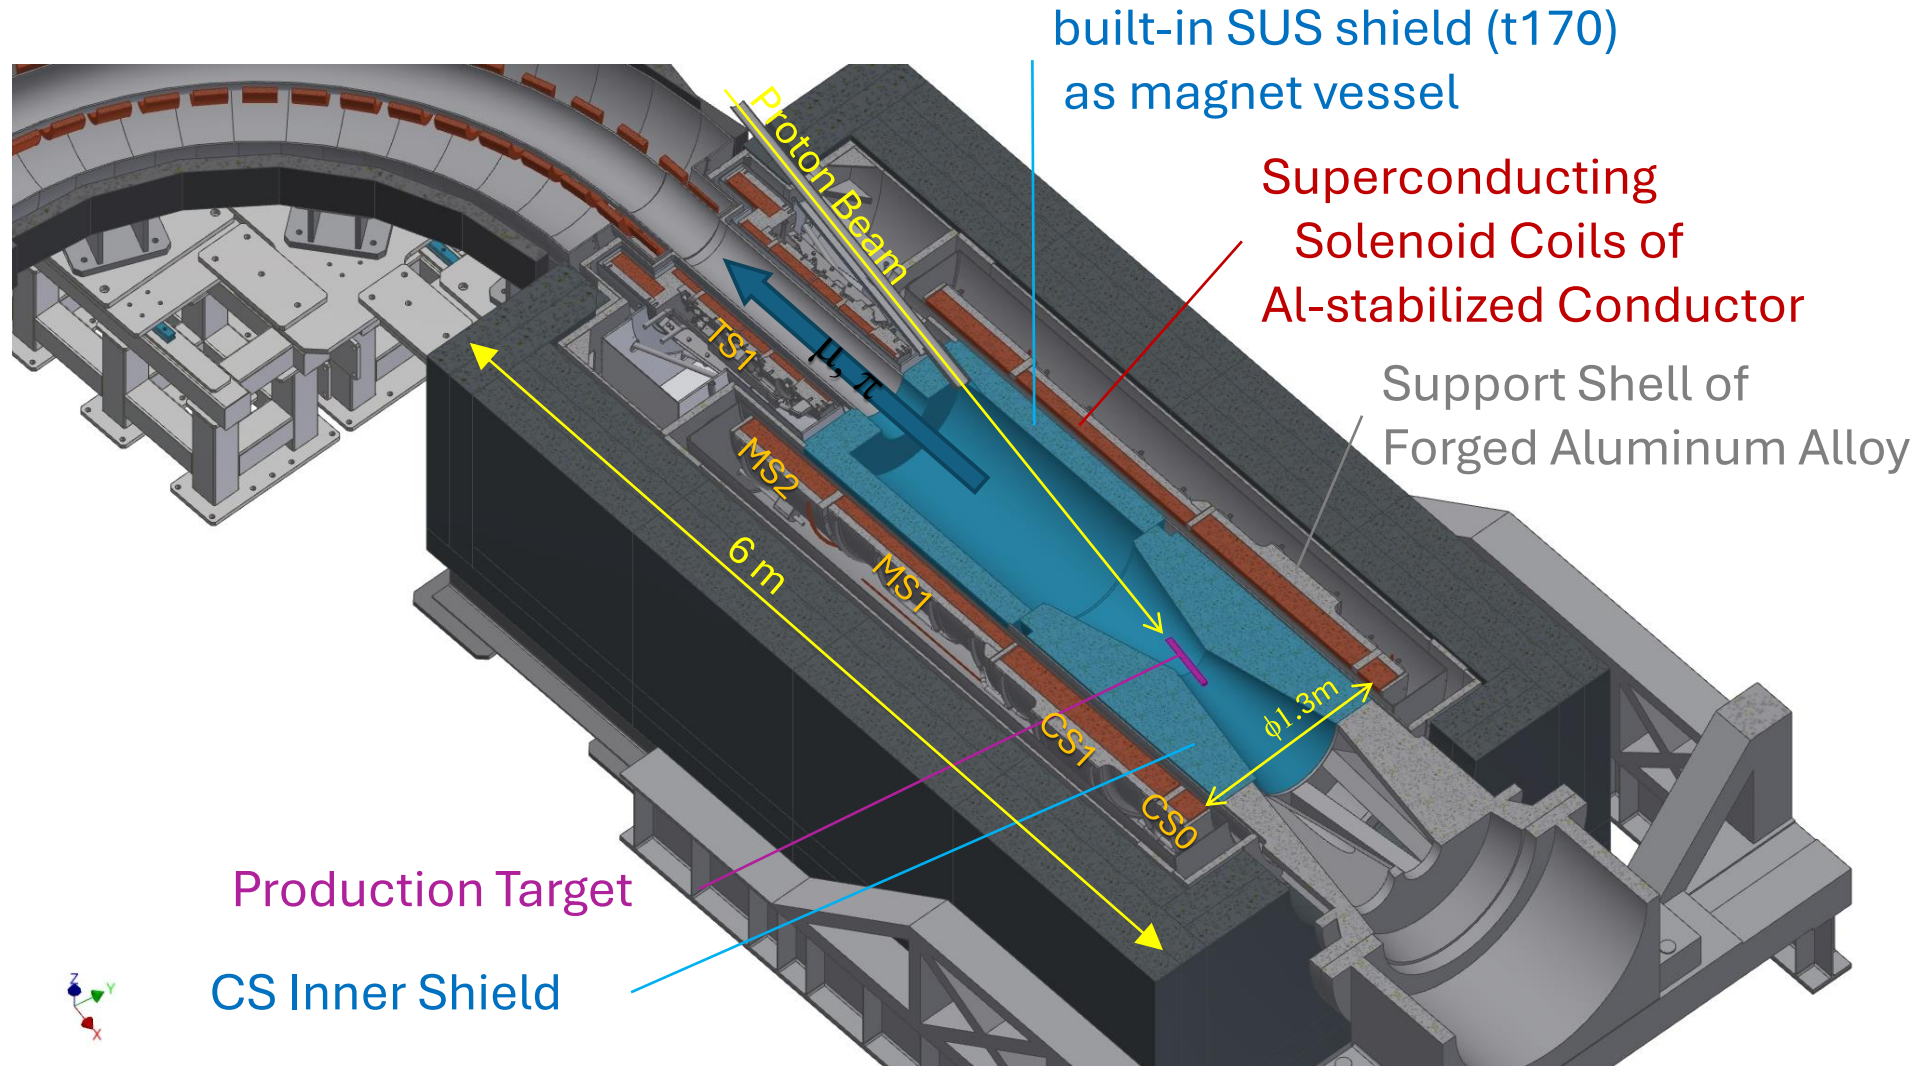 built-in SUS shield (t170)
as magnet vessel
Proton Beam
Superconducting
Solenoid Coils of
Al-stabilized Conductor
Support Shell of
Forged Aluminum Alloy
TS1
μ, π
MS2
MS1
6 m
CS1
CS0
ϕ1.3m
Production Target
CS Inner Shield
Z
Y
X